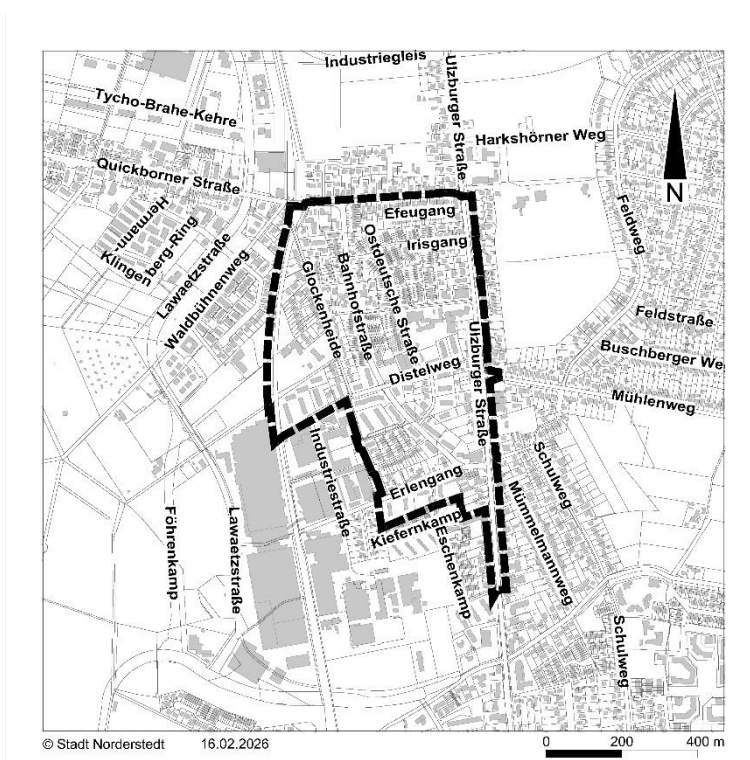 Industriegleis
Ulzburger Straße
Tycho-Brahe-Kehre
Harkshörner Weg
Quickborner Straße
N
Hermann-
Klingen
berg-Ring
Efeugang
Feldweg
Irisgang
Ostdeutsche Straße
Lawaetzstraße
Waldbühnenweg
Glockenheide
Bahnhofstraße
Feldstraße
Ulzburger Straße
Buschberger We
Distelweg
Mühlenweg
Industriestraße
Schulweg
Erlengang
Mümmelmannweg
Föhrenkamp
Lawaetzstraße
Kiefernkamp
Eschenkamp
Schulweg
© Stadt Norderstedt 16.02.2026
0 200 400 m